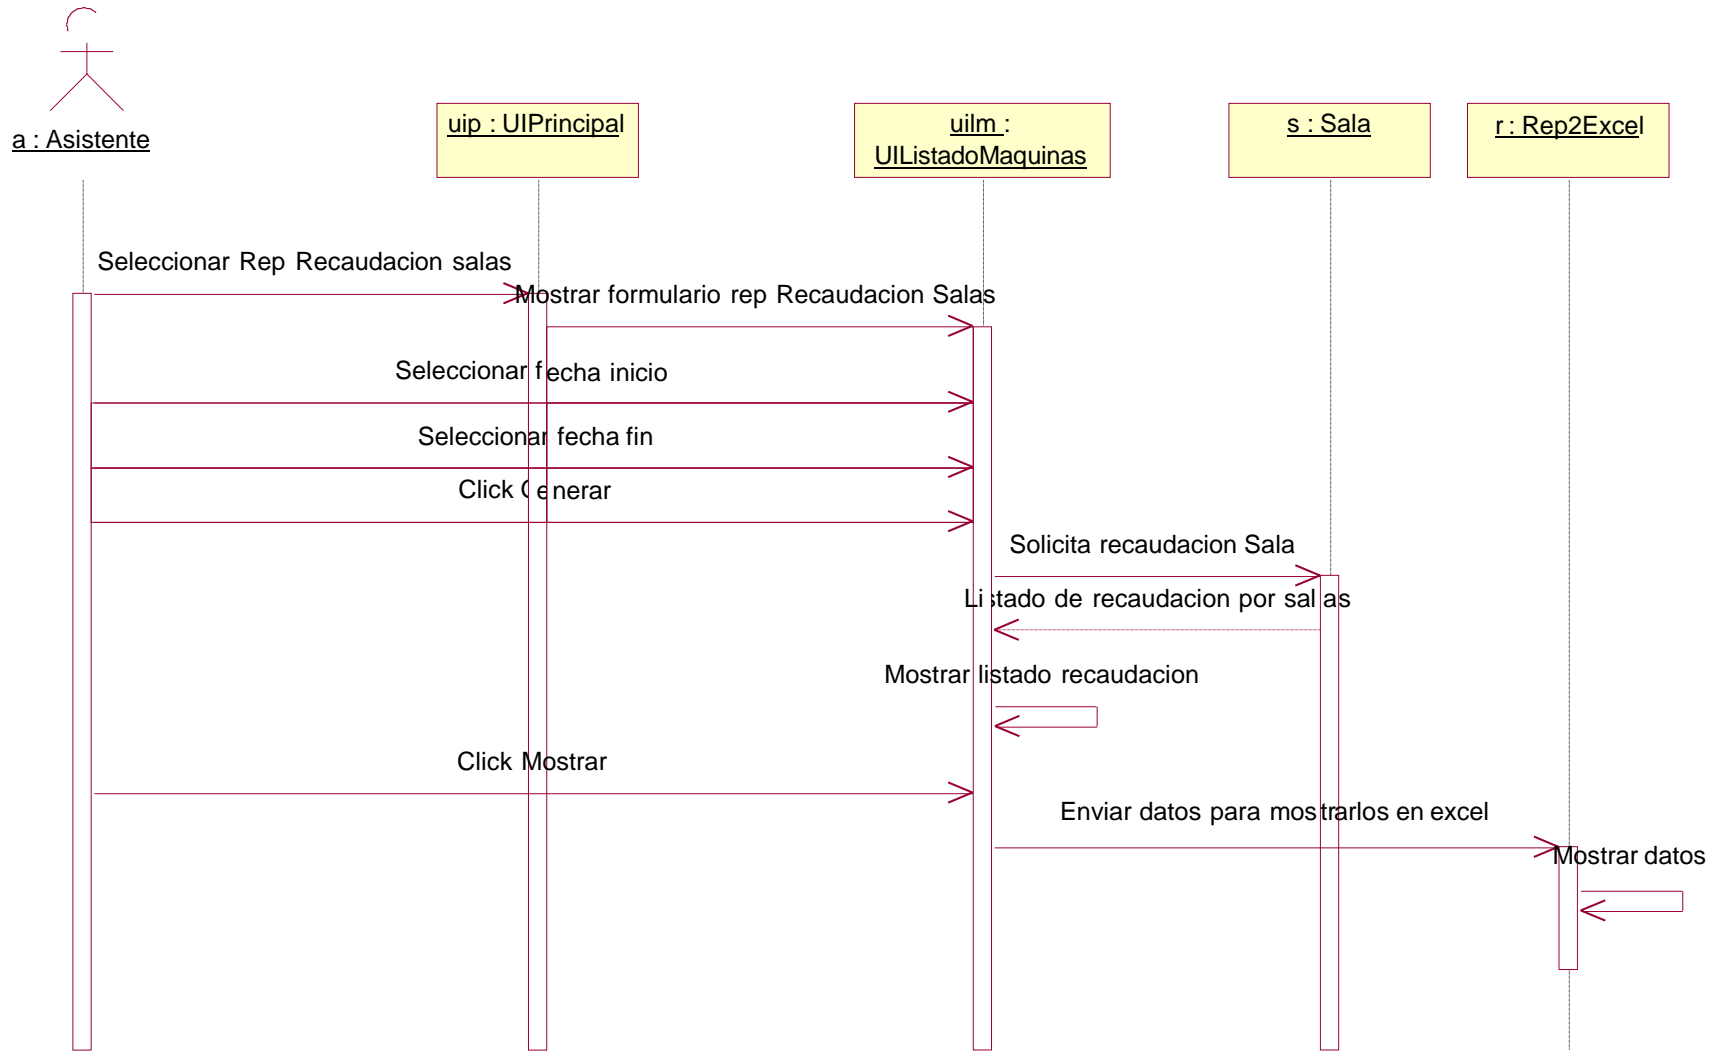 a : Asistente
uip : UIPrincipal
uilm :
UIListadoMaquinas
s : Sala
r : Rep2Excel
Seleccionar Rep Recaudacion salas
Mostrar formulario rep Recaudacion Salas
Seleccionar fecha inicio
Seleccionar fecha fin
Click Generar
Solicita recaudacion Sala
Listado de recaudacion por salas
Mostrar listado recaudacion
Click Mostrar
Enviar datos para mostrarlos en excel
Mostrar datos